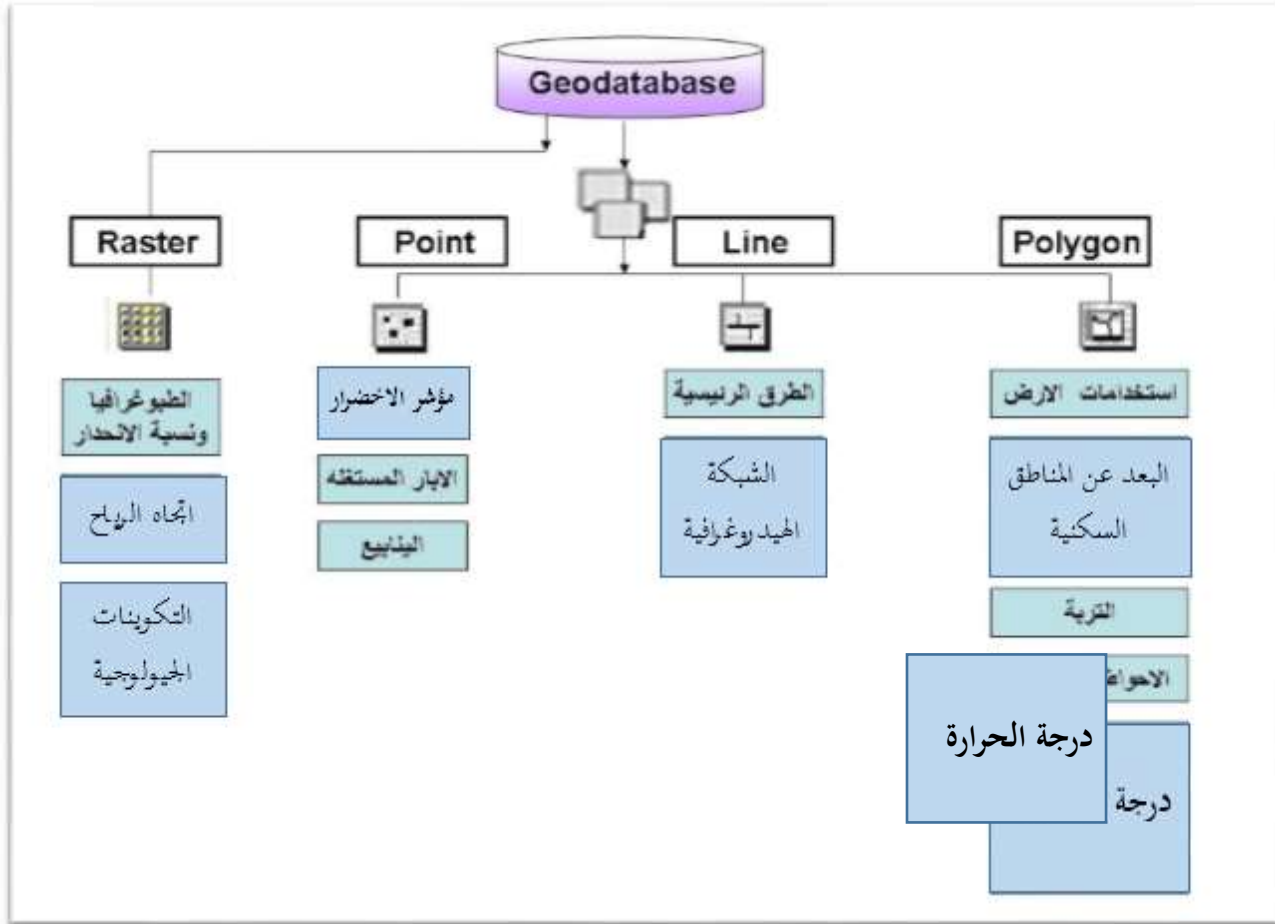 Geodatabase
Raster
Point
Line
Polygon
الطبوغرافيا
ونسبة الانحدار
اتجاه الرياح
التكوينات
الجيولوجية
مؤشر الاخضرار
الابار المستغله
الينابيع
الطرق الرئيسية
الشبكة
الهيدروغرافية
استخدامات الارض
البعد عن المناطق
السكنية
التربة
درجة الحرارة
درجة